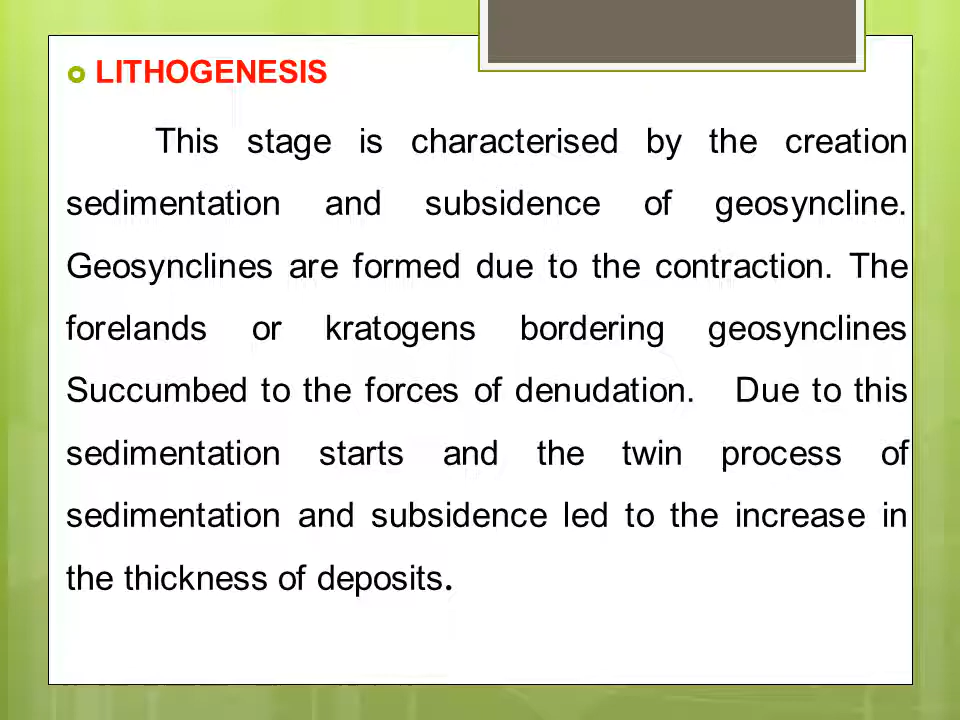 LITHOGENESIS
This stage is characterised by the creation
sedimentation and subsidence of geosyncline.
Geosynclines are formed due to the contraction. The
forelands or kratogens bordering geosynclines
Succumbed to the forces of denudation. Due to this
sedimentation starts and the twin process of
sedimentation and subsidence led to the increase in
the thickness of deposits.